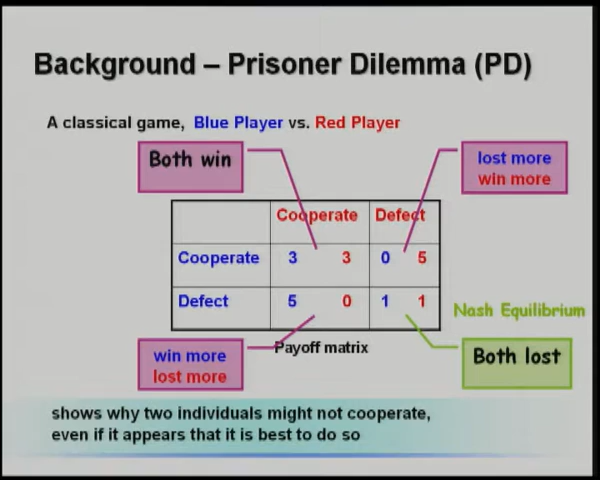 Background – Prisoner Dilemma (PD)
A classical game, Blue Player vs. Red Player
Both win
lost more
win more
Cooperate Defect
Cooperate 3 3 0 5
Defect 5 0 1 1
Nash Equilibrium
win more
lost more
Payoff matrix
Both lost
shows why two individuals might not cooperate,
even if it appears that it is best to do so